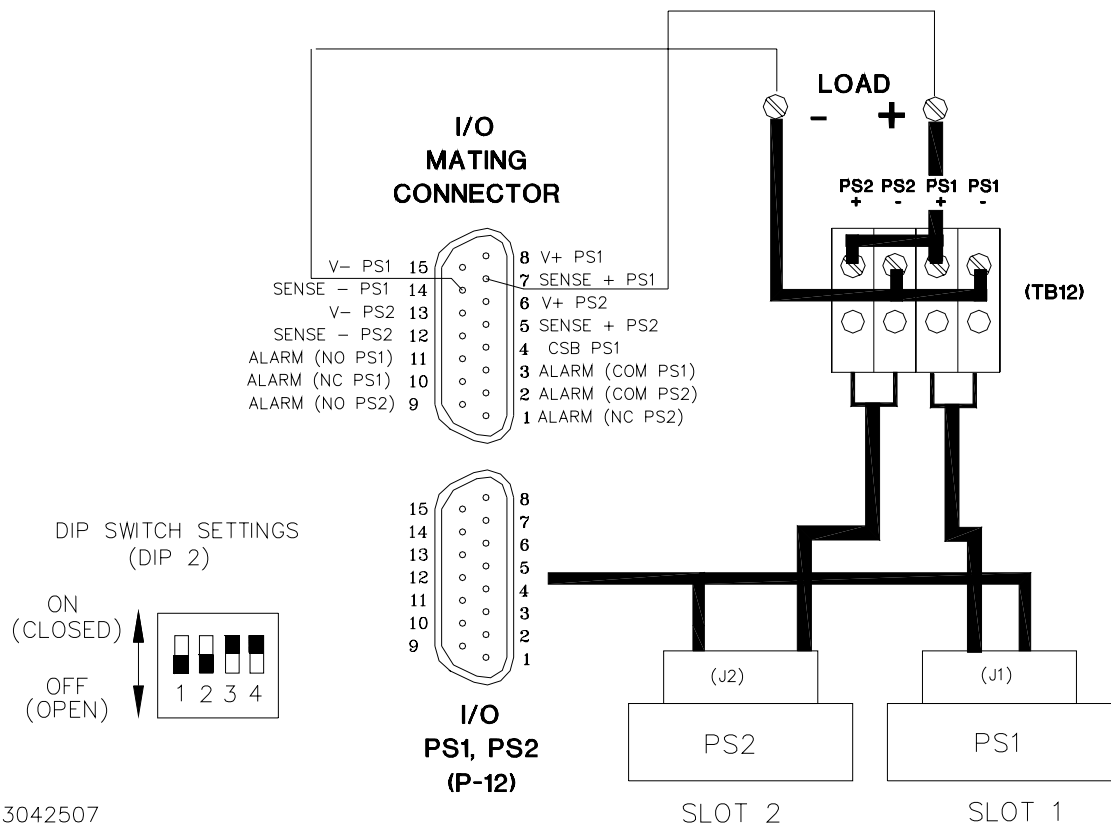 LOAD
- +
I/O
MATING
CONNECTOR
PS2 PS2 PS1 PS1
+ - + -
(TB12)
V- PS1 15
SENSE - PS1 14
V- PS2 13
SENSE - PS2 12
ALARM (NO PS1) 11
ALARM (NC PS1) 10
ALARM (NO PS2) 9
8 V+ PS1
7 SENSE + PS1
6 V+ PS2
5 SENSE + PS2
4 CSB PS1
3 ALARM (COM PS1)
2 ALARM (COM PS2)
1 ALARM (NC PS2)
15
14
13
12
11
10
9
8
7
6
5
4
3
2
1
I/O
PS1, PS2
(P-12)
DIP SWITCH SETTINGS
(DIP 2)
ON
(CLOSED)
OFF
(OPEN)
1 2 3 4
(J2)
PS2
SLOT 2
(J1)
PS1
SLOT 1
3042507